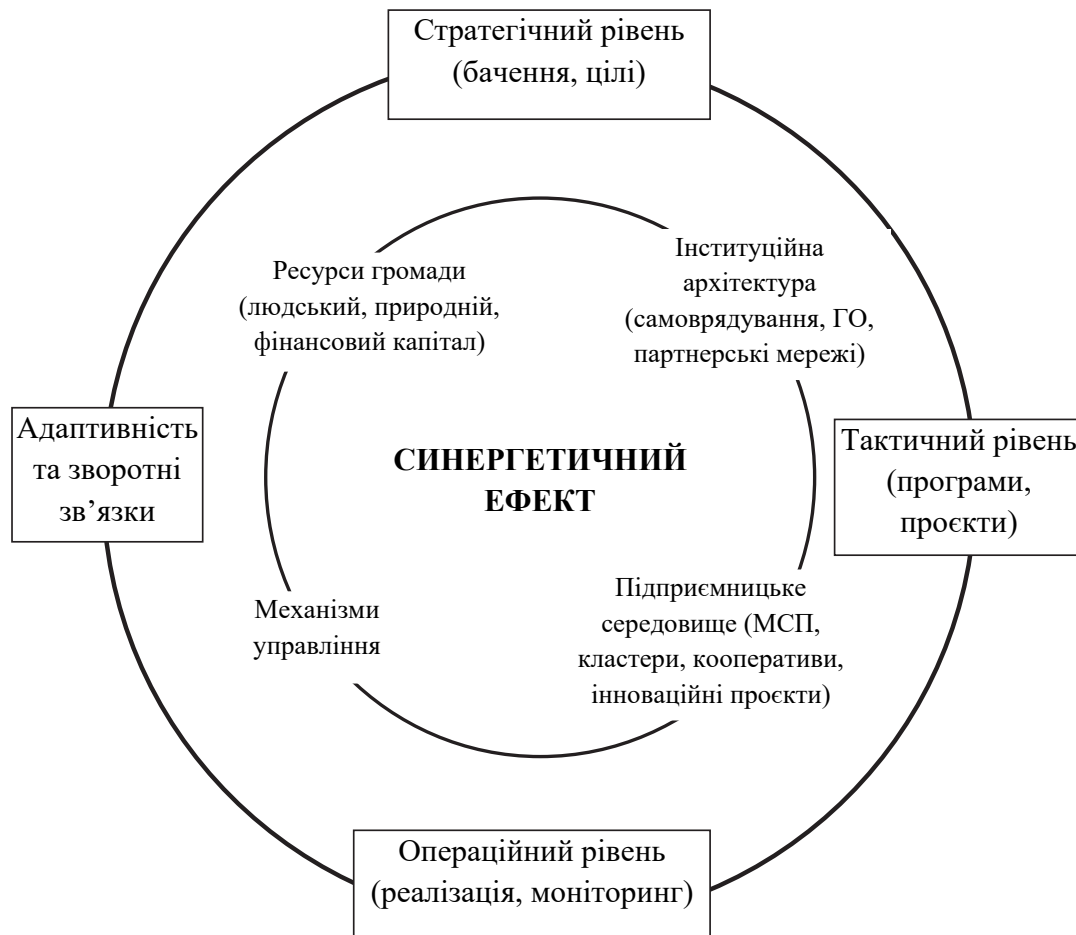 Стратегічний рівень
(бачення, цілі)
Ресурси громади
(людський, природній,
фінансовий капітал)
Інституційна
архітектура
(самоврядування, ГО,
партнерські мережі)
Адаптивність
та зворотні
зв’язки
СИНЕРГЕТИЧНИЙ
ЕФЕКТ
Тактичний рівень
(програми,
проєкти)
Механізми
управління
Підприємницьке
середовище (МСП,
кластери, кооперативи,
інноваційні проєкти)
Операційний рівень
(реалізація, моніторинг)